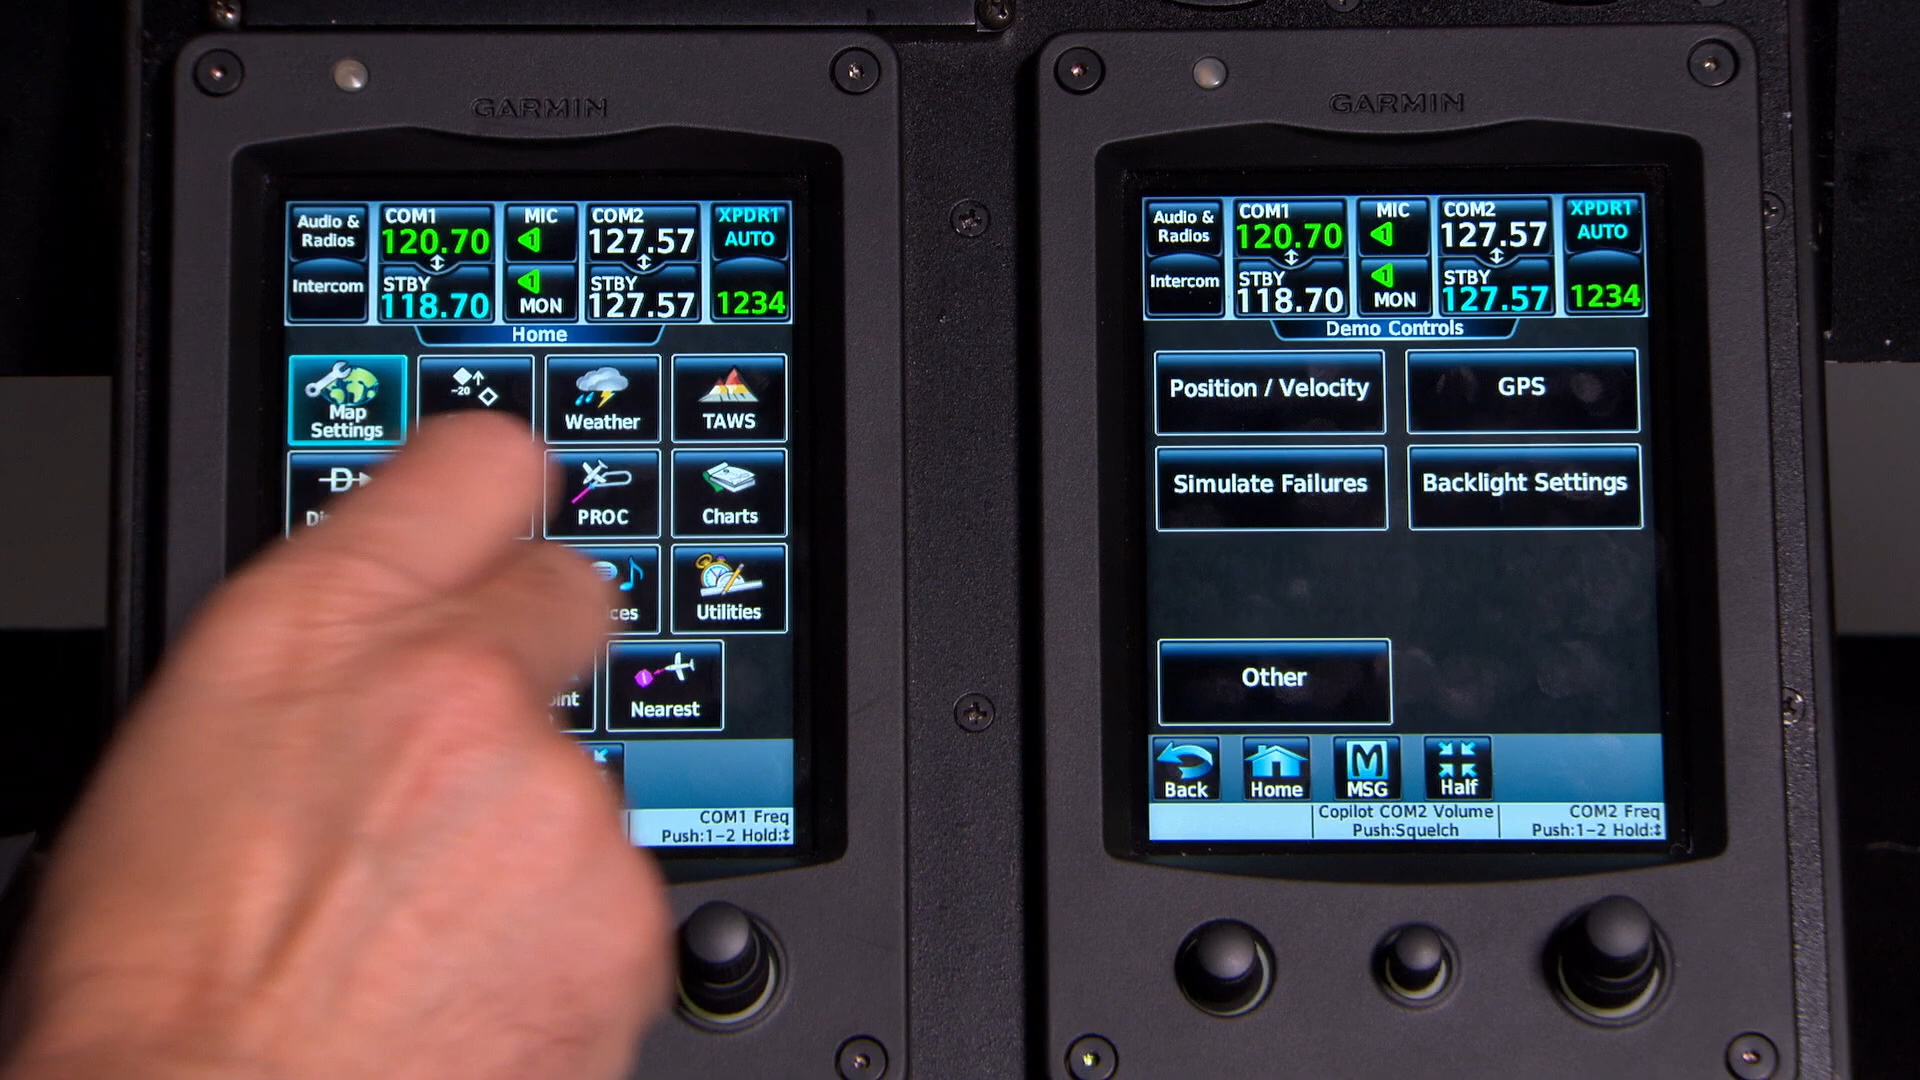 GARMIN
Audio & Radios
COM1
120.70
MIC
1
COM2
127.57
XPDR1
AUTO
Intercom
STBY
118.70
1
MON
STBY
127.57
1234
Home
Map Settings
-20
Weather
TAWS
D
PROC
Charts
Utilities
Nearest
COM1 Freq
Push:1-2 Hold:↕
GARMIN
Audio & Radios
COM1
120.70
MIC
1
COM2
127.57
XPDR1
AUTO
Intercom
STBY
118.70
1
MON
STBY
127.57
1234
Demo Controls
Position / Velocity
GPS
Simulate Failures
Backlight Settings
Other
Back
Home
MSG
Half
Copilot COM2 Volume
Push:Squelch
COM2 Freq
Push:1-2 Hold:↕